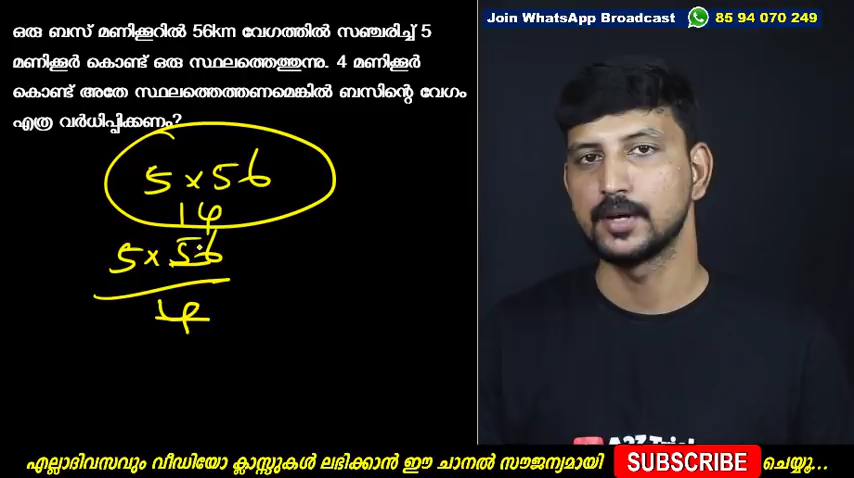 Join WhatsApp Broadcast 85 94 070 249
ഒരു ബസ് മണിക്കൂറിൽ 56km വേഗത്തിൽ സഞ്ചരിച്ച് 5
മണിക്കൂർ കൊണ്ട് ഒരു സ്ഥലത്തെത്തുന്നു. 4 മണിക്കൂർ
കൊണ്ട് അതേ സ്ഥലത്തെത്തണമെങ്കിൽ ബസിന്റെ വേഗം
എത്ര വർധിപ്പിക്കണം?
5 x 56
14
5 x 56
4
എല്ലാദിവസവും വീഡിയോ ക്ലാസ്സുകൾ ലഭിക്കാൻ ഈ ചാനൽ സൗജന്യമായി SUBSCRIBE ചെയ്യൂ...